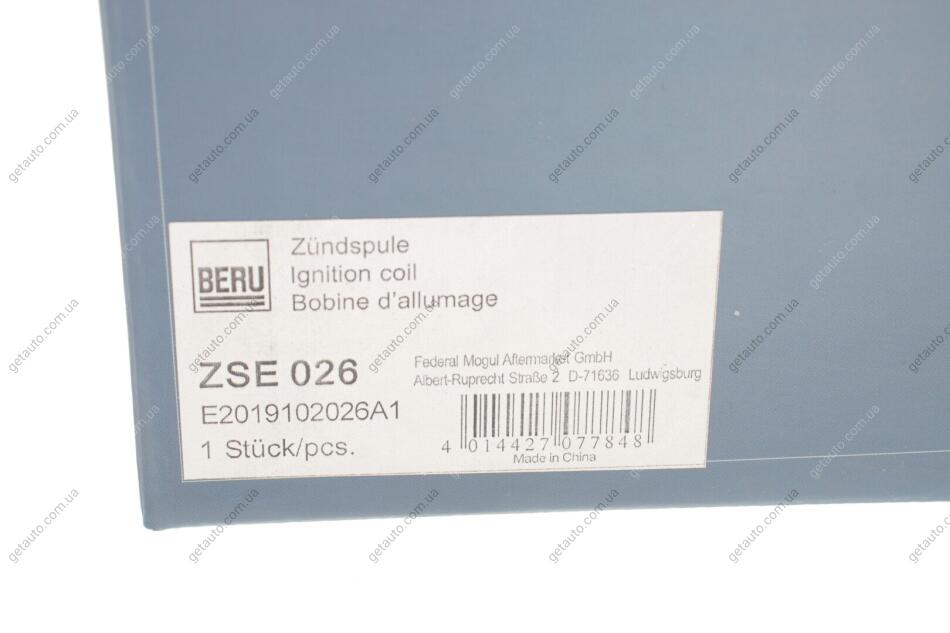 BERU
Zündspule
Ignition coil
Bobine d'allumage
ZSE 026
E2019102026A1
1 Stück/pcs.
Federal Mogul Aftermarket GmbH
Albert-Ruprecht Straße 2 D-71636 Ludwigsburg
4 014427 077848
Made in China
getauto.com.ua